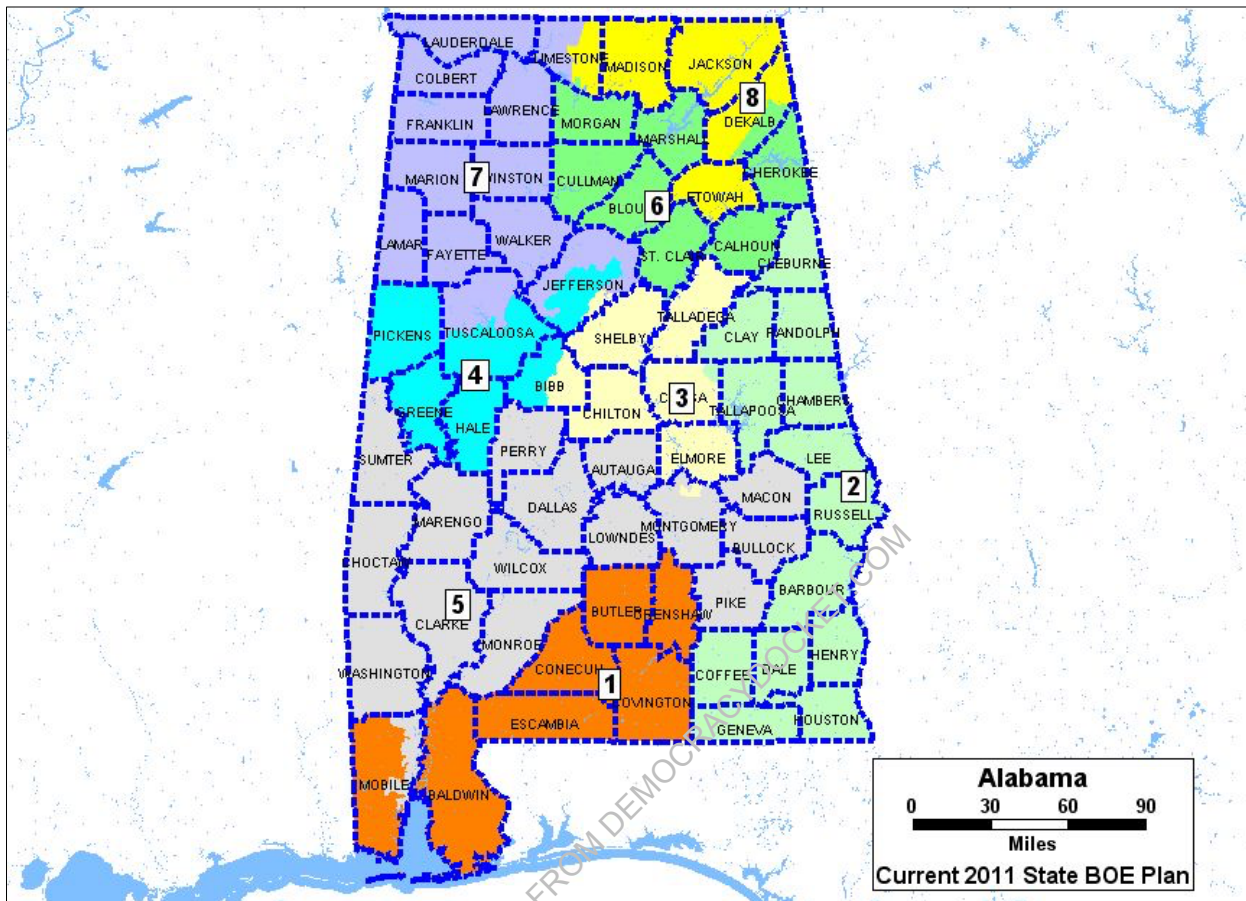 LAUDERDALE
LIMESTONE
MADISON
JACKSON
COLBERT
8
LAWRENCE
DEKALB
FRANKLIN
MORGAN
MARSHALL
CHEROKEE
MARION
7
WINSTON
CULLMAN
ETOWAH
BLOU
6
LAMAR
FAYETTE
WALKER
ST. CLAIR
CALHOUN
CLEBURNE
JEFFERSON
PICKENS
TUSCALOOSA
TALLADEGA
SHELBY
CLAY
RANDOLPH
4
BIBB
GREENE
HALE
CHILTON
3
TALLAPOOSA
CHAMBERS
PERRY
SUMTER
AUTAUGA
ELMORE
LEE
2
DALLAS
MACON
RUSSELL
MARENGO
MONTGOMERY
LOWNDES
BULLOCK
CHOCTAW
WILCOX
BARBOUR
5
CLARKE
BUTLER
CRENSHAW
PIKE
MONROE
HENRY
WASHINGTON
CONECUH
COFFEE
DALE
1
COVINGTON
ESCAMBIA
GENEVA
HOUSTON
MOBILE
BALDWIN
FROM DEMOCRACYDOCKET.COM
Alabama
0 30 60 90
Miles
Current 2011 State BOE Plan